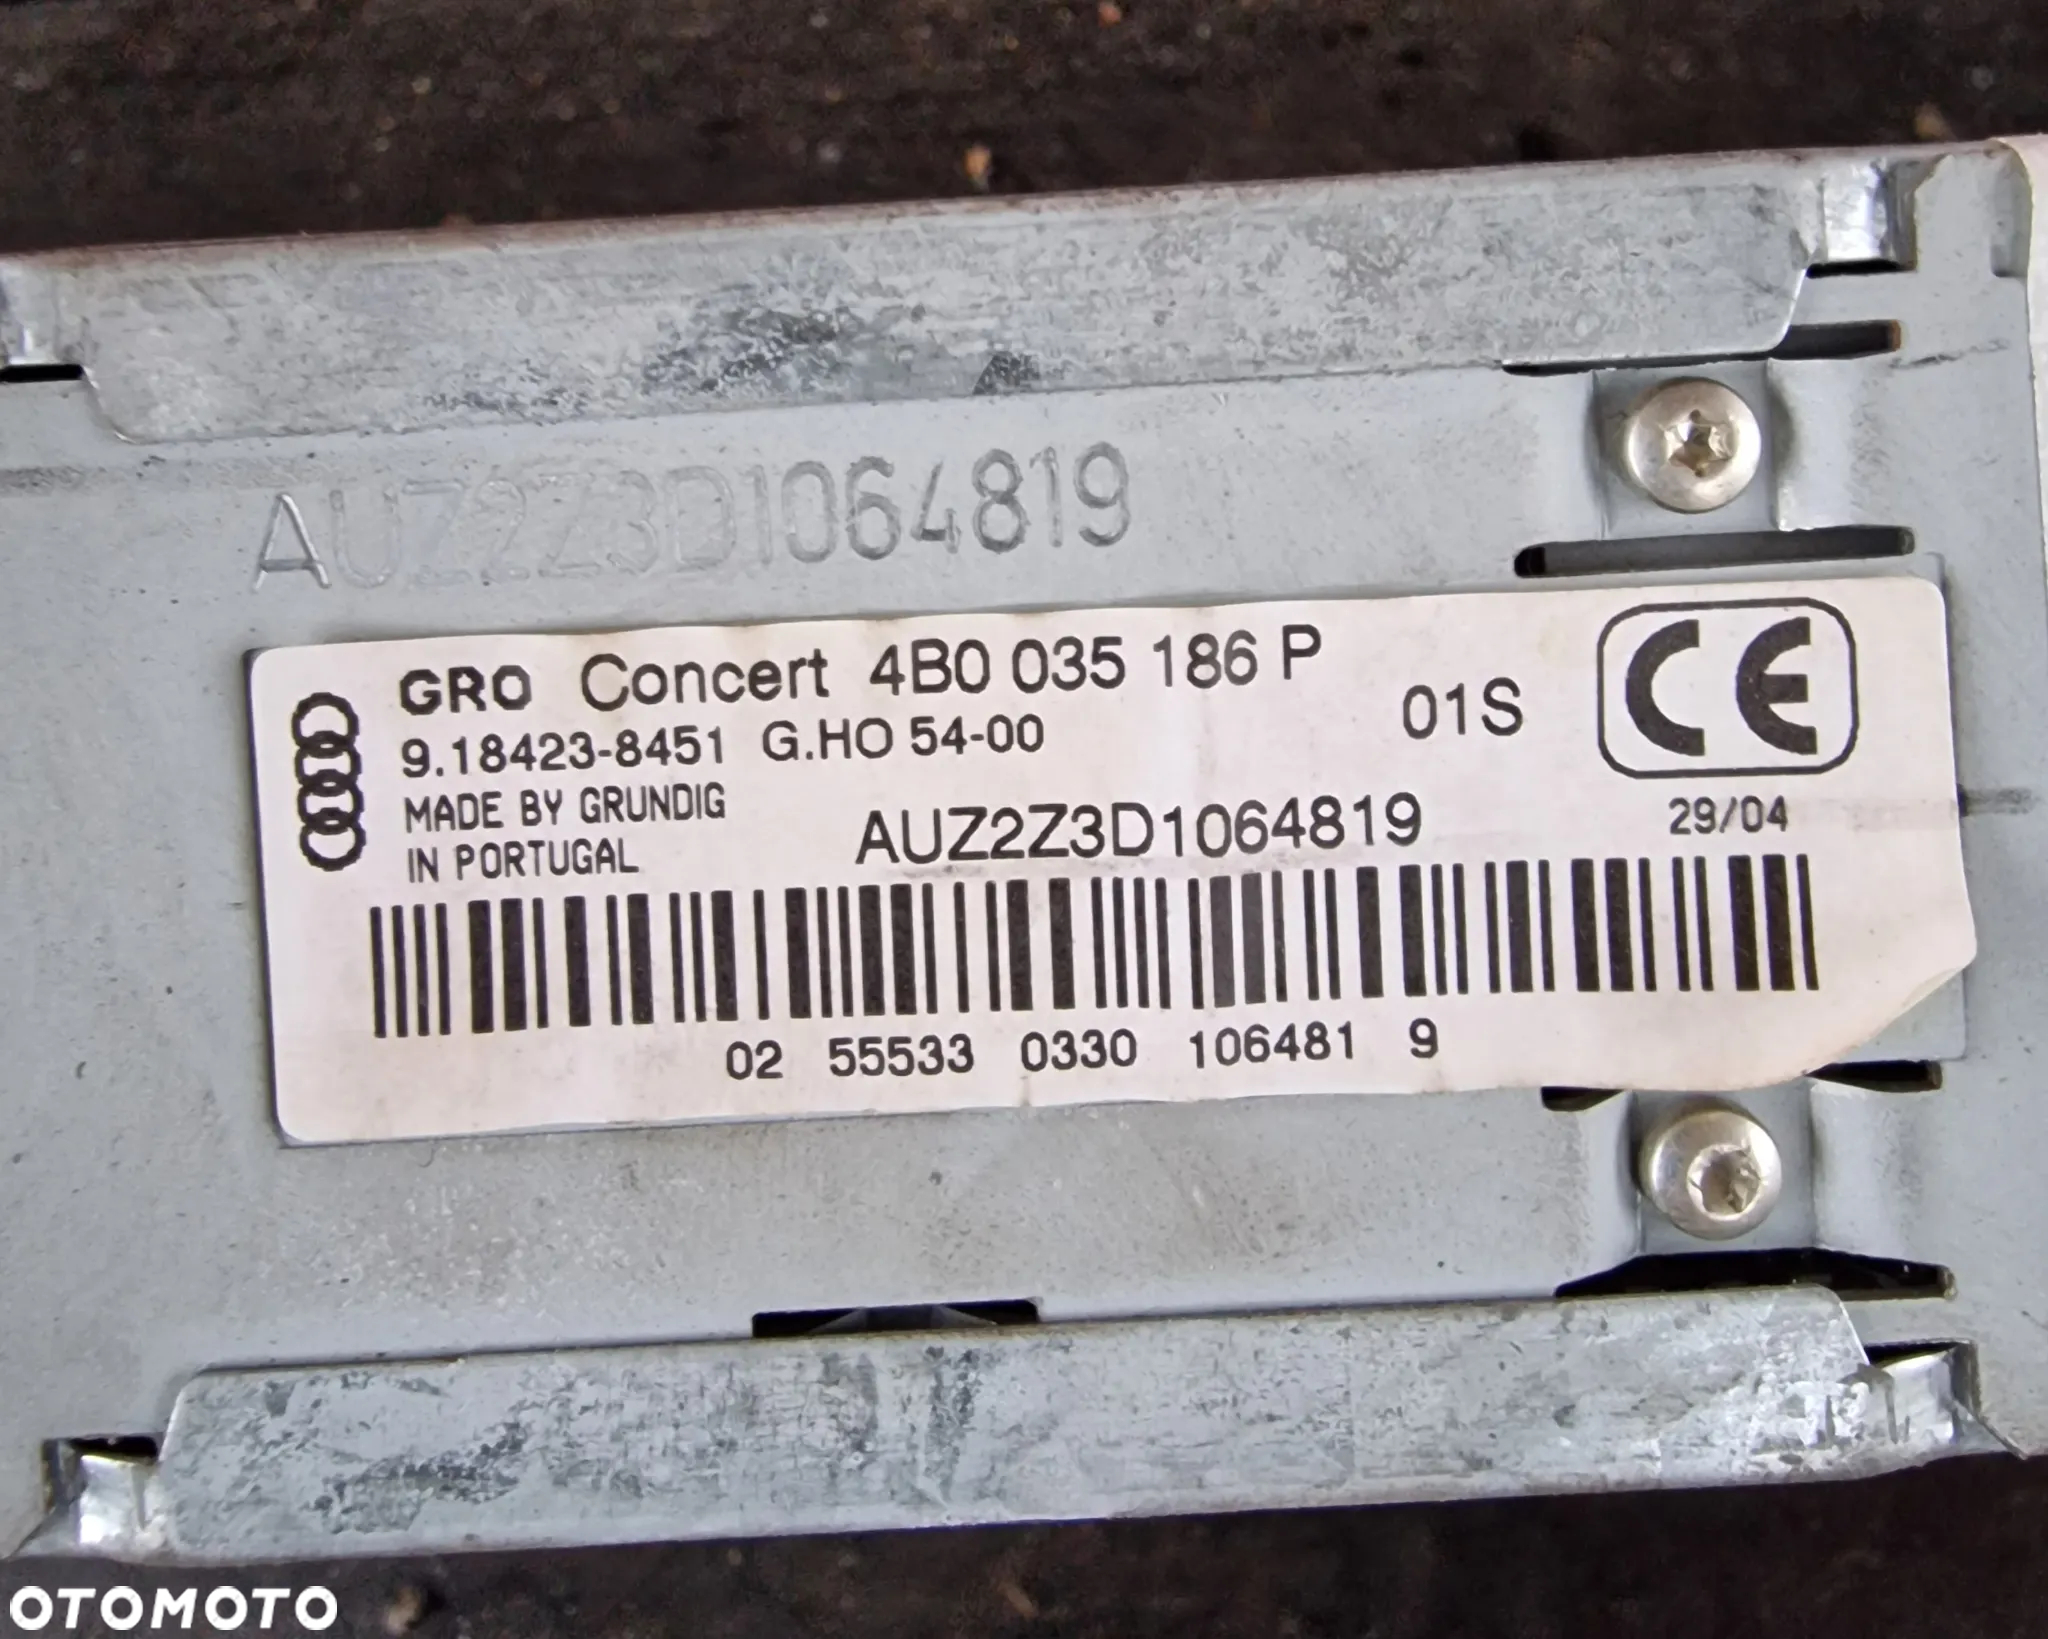 AUZ2Z3D1064819
GRO Concert 4B0 035 186 P
9.18423-8451 G.HO 54-00
01S
CE
MADE BY GRUNDIG
IN PORTUGAL
AUZ2Z3D1064819
29/04
02 55533 0330 106481 9
OTOMOTO